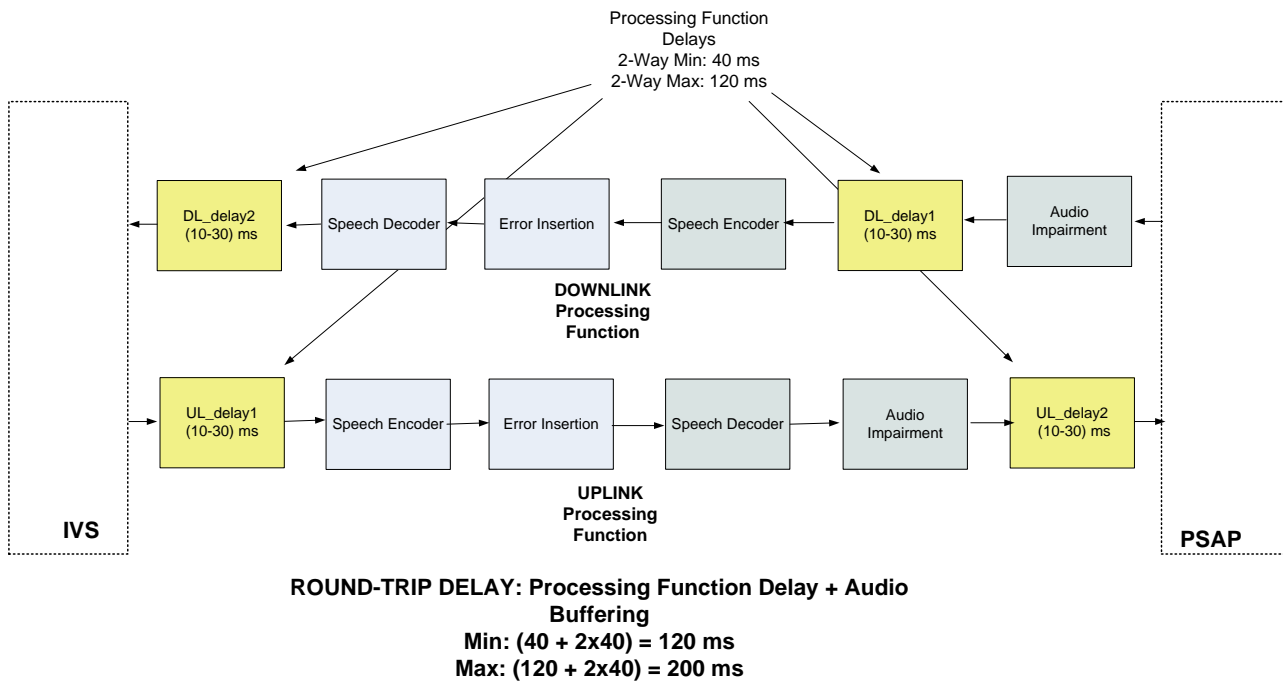 Processing Function
Delays
2-Way Min: 40 ms
2-Way Max: 120 ms
DL_delay2
(10-30) ms
Speech Decoder
Error Insertion
Speech Encoder
DL_delay1
(10-30) ms
Audio
Impairment
DOWNLINK
Processing
Function
UL_delay1
(10-30) ms
Speech Encoder
Error Insertion
Speech Decoder
Audio
Impairment
UL_delay2
(10-30) ms
UPLINK
Processing
Function
IVS
PSAP
ROUND-TRIP DELAY: Processing Function Delay + Audio
Buffering
Min: (40 + 2x40) = 120 ms
Max: (120 + 2x40) = 200 ms